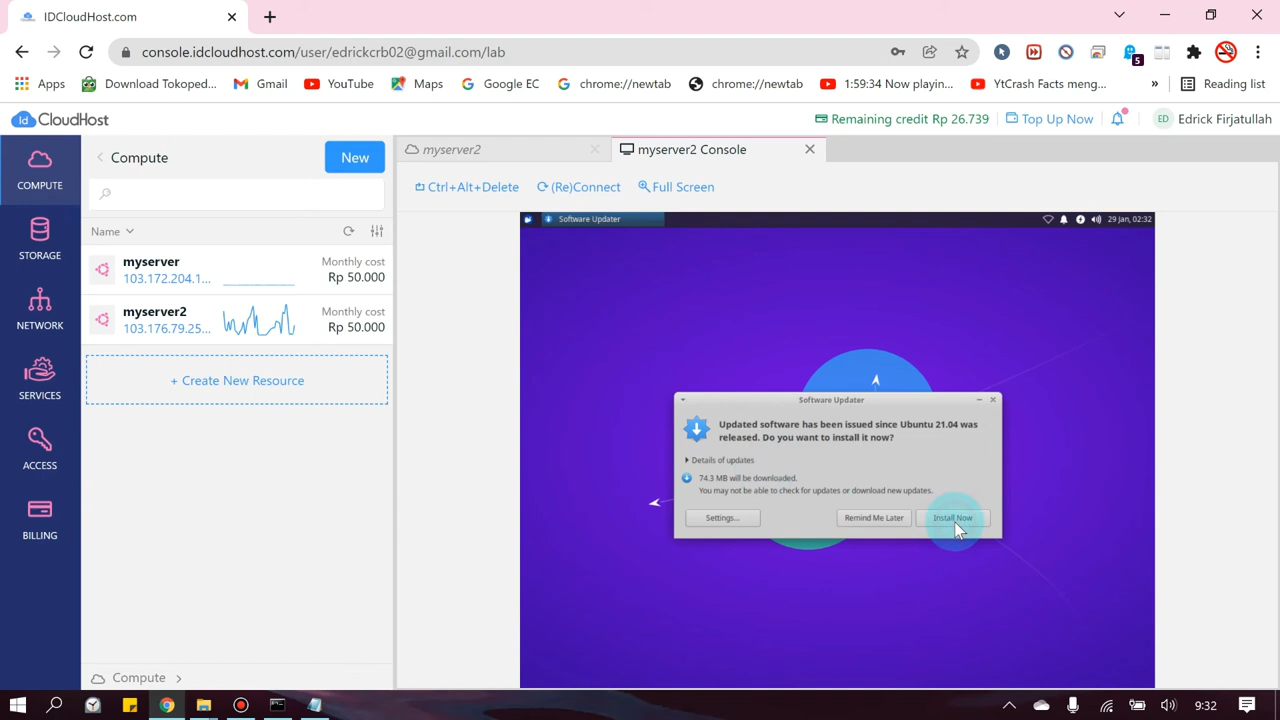 IDCloudHost.com
console.idcloudhost.com/user/edrickcrb02@gmail.com/lab
5
Apps
Download Tokoped...
Gmail
YouTube
Maps
Google EC
chrome://newtab
chrome://newtab
1:59:34 Now playin...
YtCrash Facts meng...
»
Reading list
Id CloudHost
Remaining credit Rp 26.739
Top Up Now
ED
Edrick Firjatullah
COMPUTE
STORAGE
NETWORK
SERVICES
ACCESS
BILLING
Compute
New
Name
myserver
103.172.204.1...
Monthly cost
Rp 50.000
myserver2
103.176.79.25...
Monthly cost
Rp 50.000
+ Create New Resource
Compute
myserver2
myserver2 Console
Ctrl+Alt+Delete
(Re)Connect
Full Screen
Software Updater
29 Jan, 02:32
Software Updater
Updated software has been issued since Ubuntu 21.04 was
released. Do you want to install it now?
Details of updates
74.3 MB will be downloaded.
You may not be able to check for updates or download new updates.
Settings...
Remind Me Later
Install Now
9:32